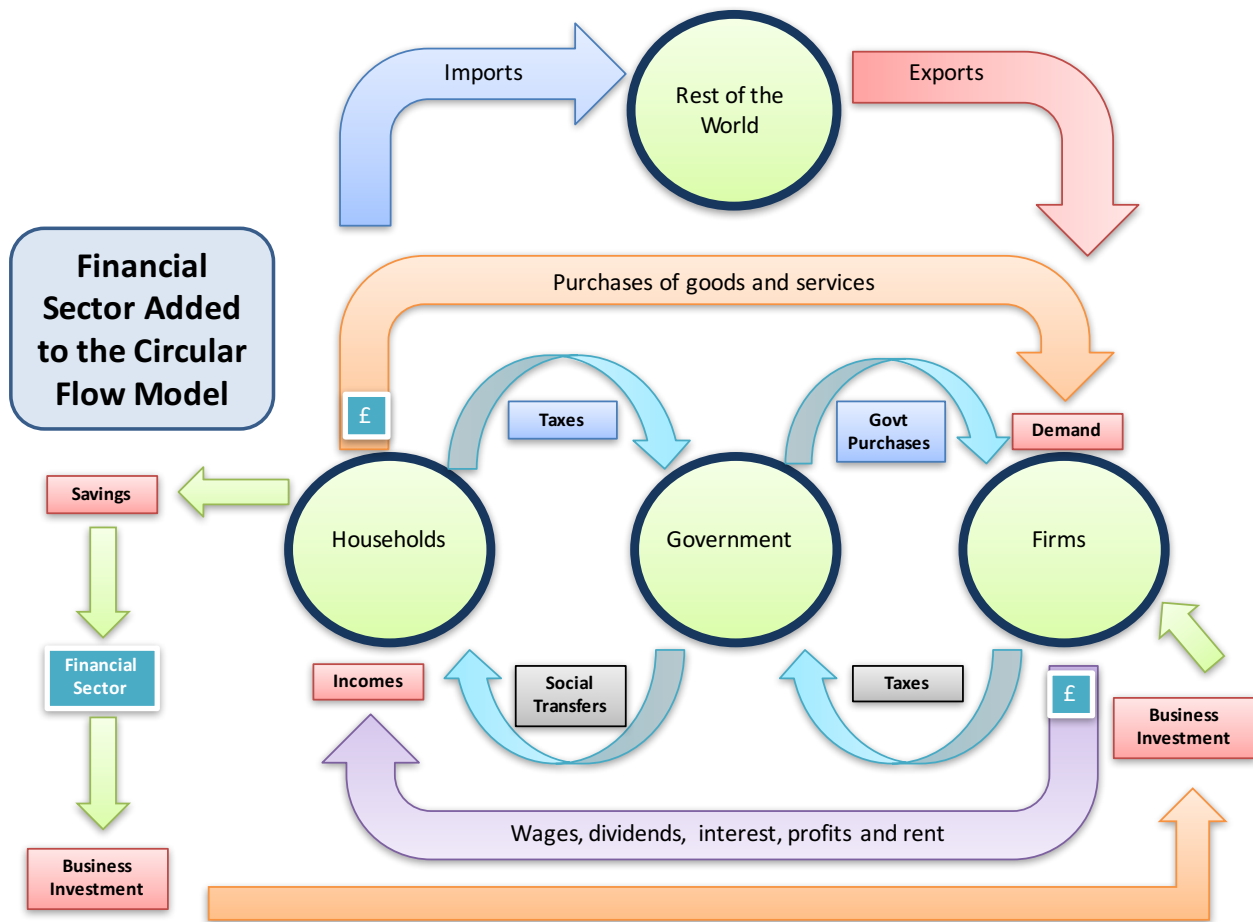 Imports
Rest of the
World
Exports
Financial
Sector Added
to the Circular
Flow Model
Purchases of goods and services
£
Taxes
Govt
Purchases
Demand
Savings
Households
Government
Firms
Financial
Sector
Incomes
Social
Transfers
Taxes
£
Business
Investment
Wages, dividends, interest, profits and rent
Business
Investment